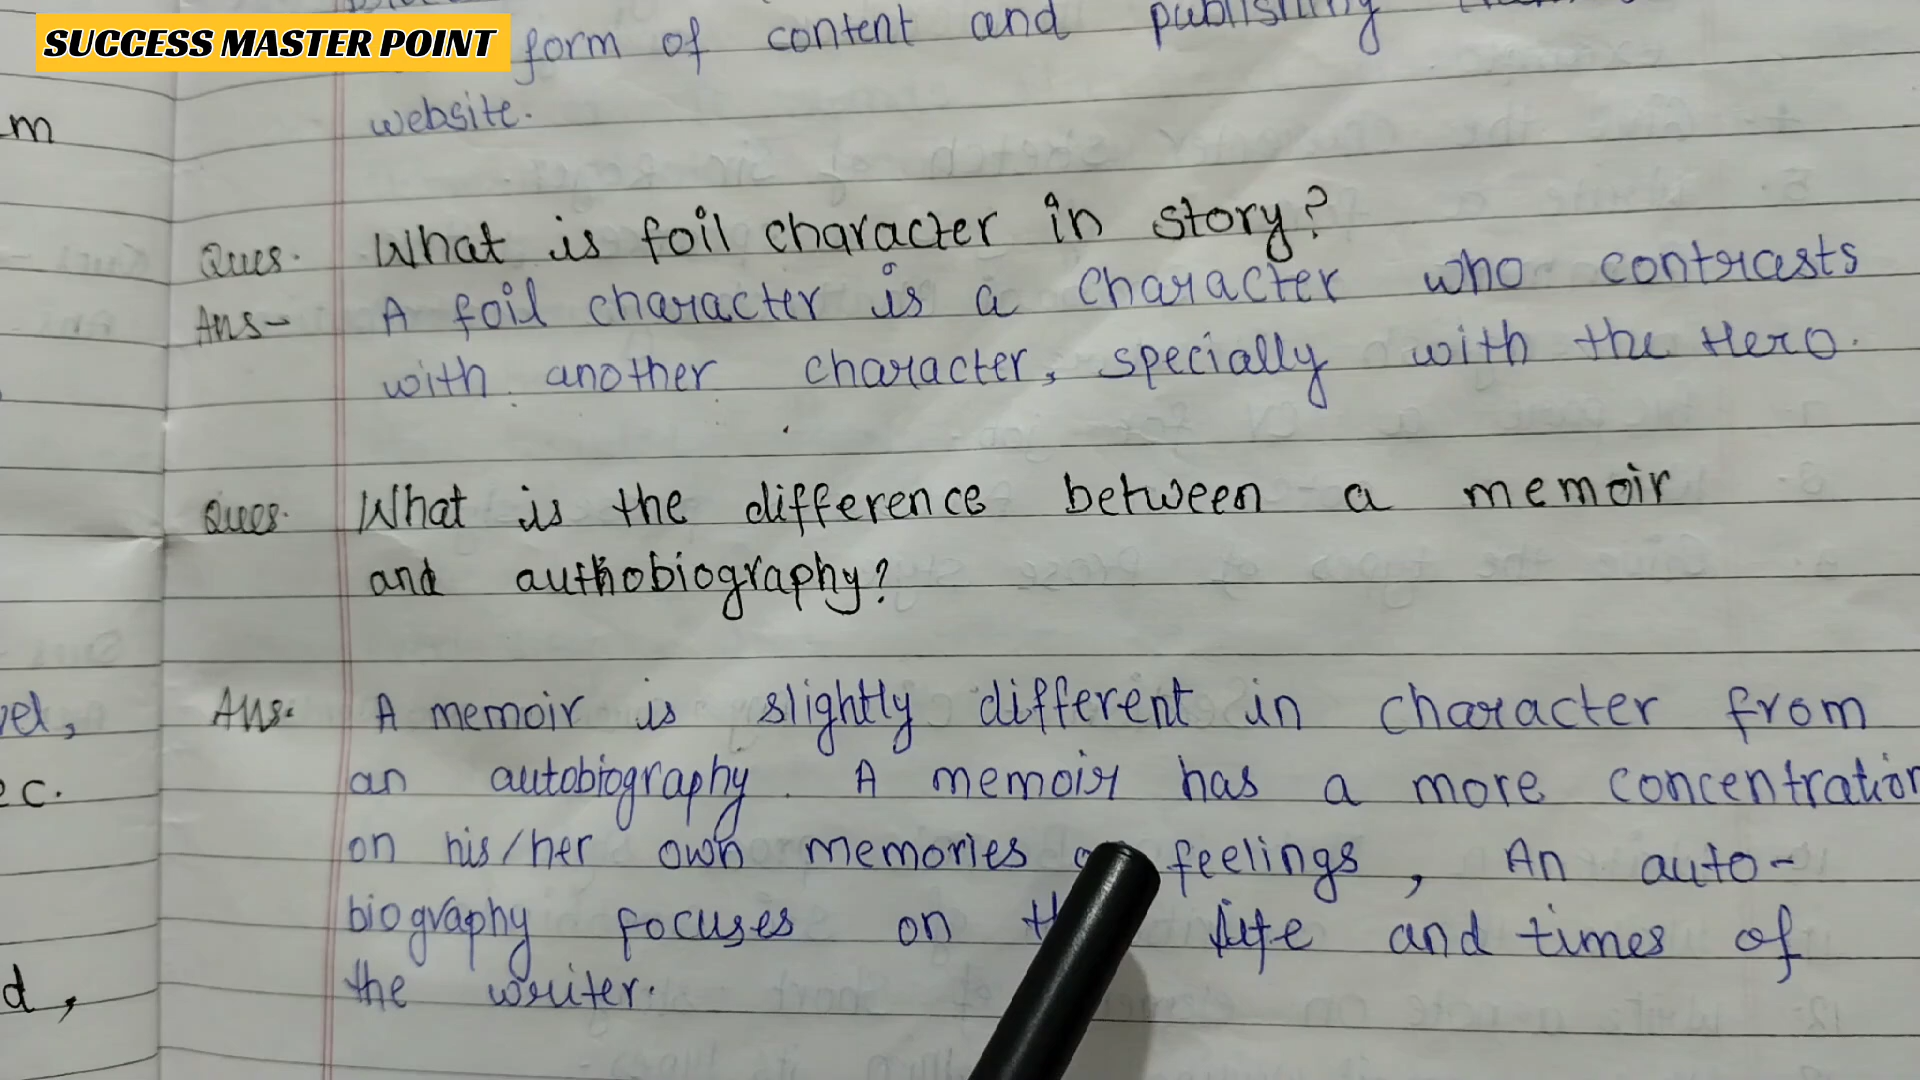 SUCCESS MASTER POINT
form of content and publishing
website.
m
Ques. What is foil character in story?
Ans- A foil character is a character who contrasts
with another character, specially with the Hero.
Ques. What is the difference between a memoir
and authobiography?
Ans. A memoir is slightly different in character from
an autobiography. A memoir has a more concentration
on his/her own memories feelings, An auto-
biography focuses on life and times of
the writer.
d,